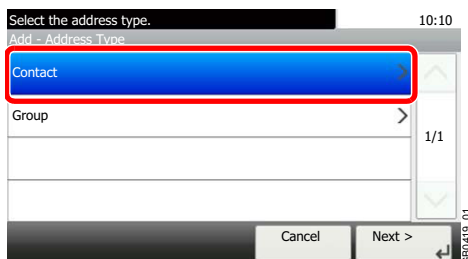 Select the address type.
10:10
Add - Address Type
Contact
Group
1/1
Cancel
Next >